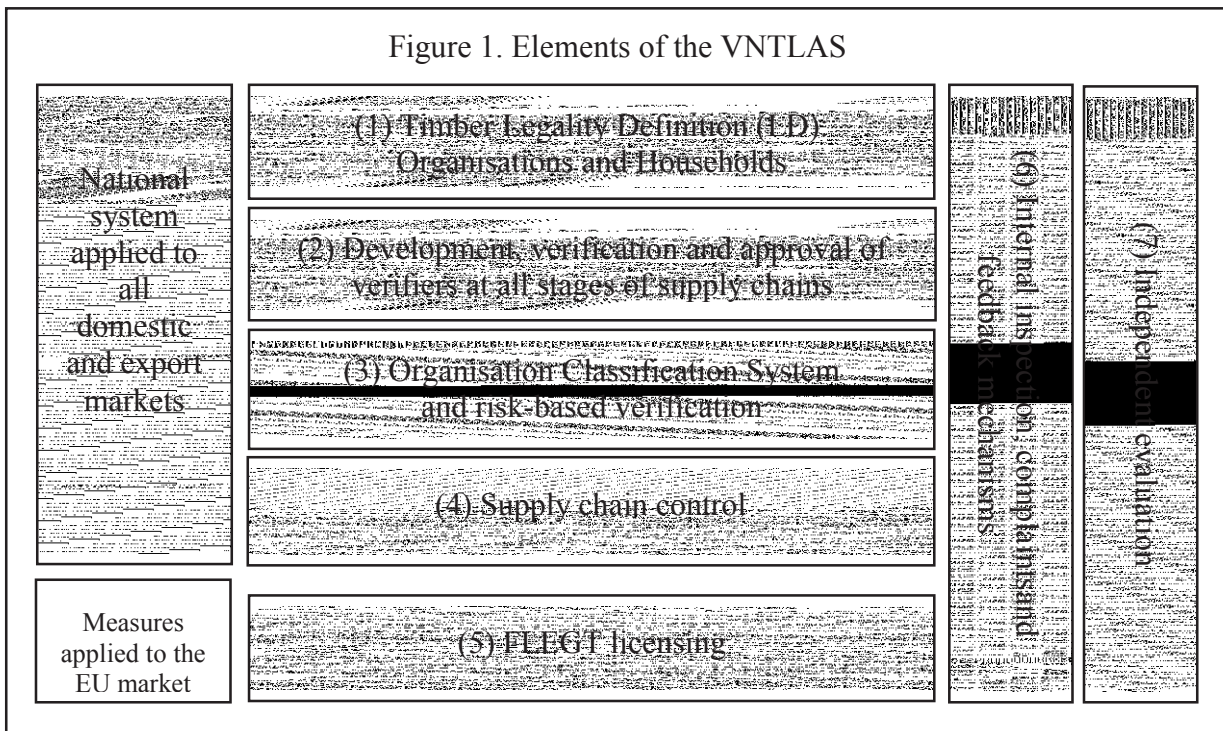 Figure 1. Elements of the VNTLAS
National
system
applied to
all
domestic
and export
markets
(1) Timber Legality Definition (LD):
Organisations and Households
(2) Development, verification and approval of
verifiers at all stages of supply chains
(3) Organisation Classification System
and risk-based verification
(4) Supply chain control
Measures
applied to the
EU market
(5) FLEGT licensing
(6) Internal inspection, complaints and
feedback mechanisms
(7) Independent evaluation